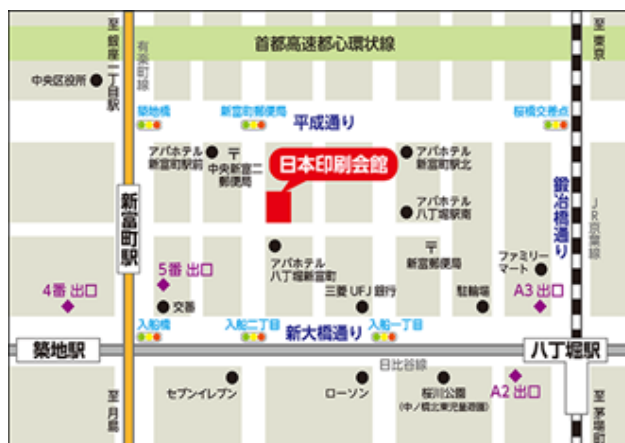 至 銀座一丁目駅
有楽町線
首都高速都心環状線
至 東京
中央区役所
築地橋
新富町郵便局
平成通り
桜橋交差点
アパホテル
新富町駅前
〒
中央新富二
郵便局
日本印刷会館
アパホテル
新富町駅北
新富町駅
アパホテル
八丁堀駅南
鍛冶橋通り
JR京葉線
4番 出口
5番 出口
アパホテル
八丁堀新富町
〒
新富郵便局
ファミリー
マート
交番
三菱 UFJ 銀行
駐輪場
A3 出口
入船橋
入船二丁目
新大橋通り
入船一丁目
築地駅
日比谷線
八丁堀駅
至 月島
セブンイレブン
ローソン
桜川公園
(中ノ橋北東児童遊園)
A2 出口
至 茅場町